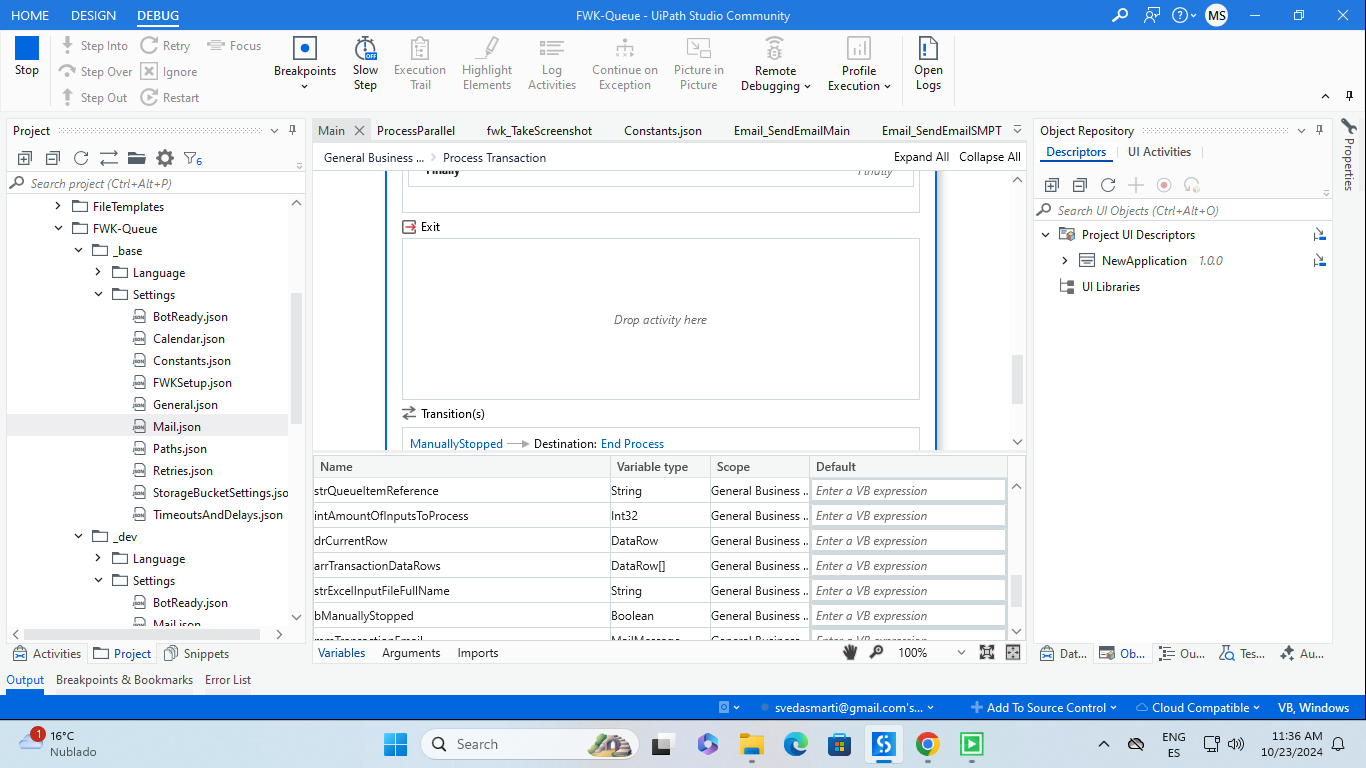 HOME DESIGN DEBUG FWK-Queue - UiPath Studio Community MS
Stop Step Into Retry Focus
Step Over Ignore
Step Out Restart
Breakpoints Slow Step OFF Execution Trail Highlight Elements Log Activities Continue on Exception Picture in Picture Remote Debugging Profile Execution Open Logs
Project
6
Search project (Ctrl+Alt+P)
FileTemplates
FWK-Queue
_base
Language
Settings
BotReady.json
Calendar.json
Constants.json
FWKSetup.json
General.json
Mail.json
Paths.json
Retries.json
StorageBucketSettings.jso
TimeoutsAndDelays.json
_dev
Language
Settings
BotReady.json
Mail.json
Activities Project Snippets
Main ProcessParallel fwk_TakeScreenshot Constants.json Email_SendEmailMain Email_SendEmailSMPT
General Business ... Process Transaction Expand All Collapse All
Finally Finally
Exit
Drop activity here
Transition(s)
ManuallyStopped Destination: End Process
Name Variable type Scope Default
strQueueItemReference String General Business .. Enter a VB expression
intAmountOfInputsToProcess Int32 General Business .. Enter a VB expression
drCurrentRow DataRow General Business .. Enter a VB expression
arrTransactionDataRows DataRow[] General Business .. Enter a VB expression
strExcelInputFileFullName String General Business .. Enter a VB expression
bManuallyStopped Boolean General Business .. Enter a VB expression
MailMessage General Business .. Enter a VB expression
Variables Arguments Imports 100%
Object Repository
Descriptors UI Activities
Search UI Objects (Ctrl+Alt+O)
Project UI Descriptors
NewApplication 1.0.0
UI Libraries
Dat... Ob... Ou... Tes... Au...
Properties
Output Breakpoints & Bookmarks Error List
svedasmarti@gmail.com's... Add To Source Control Cloud Compatible VB, Windows
1 16°C
Nublado
Search
ENG
ES
11:36 AM
10/23/2024